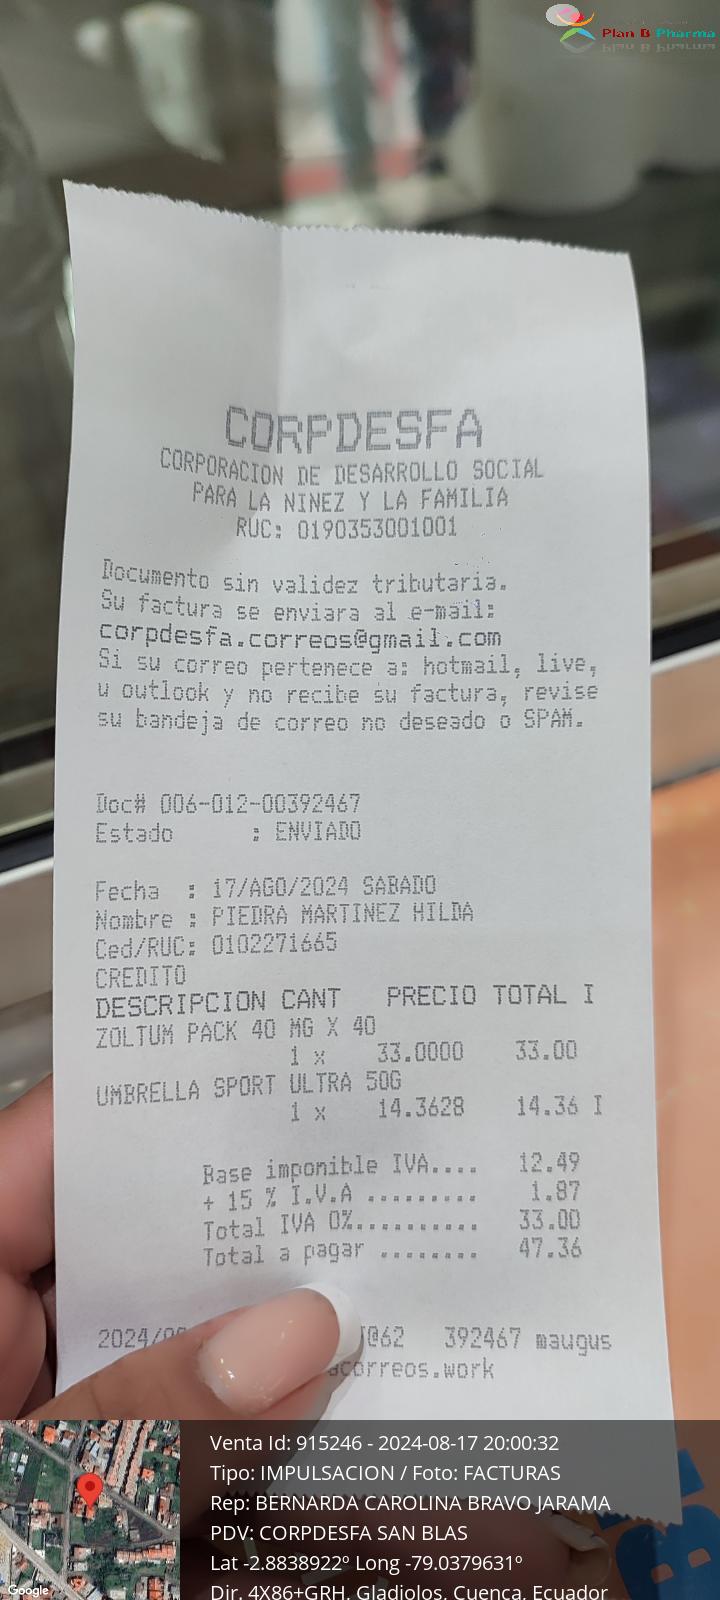 Plan B Pharma
CORPDESFA
CORPORACION DE DESARROLLO SOCIAL
PARA LA NINEZ Y LA FAMILIA
RUC: 0190353001001
Documento sin validez tributaria.
Su factura se enviara al e-mail:
corpdesfa.correos@gmail.com
Si su correo pertenece a: hotmail, live,
u outlook y no recibe su factura, revise
su bandeja de correo no deseado o SPAM.
Doc# 006-012-00392467
Estado : ENVIADO
Fecha : 17/AGO/2024 SABADO
Nombre : PIEDRA MARTINEZ HILDA
Ced/RUC: 0102271665
CREDITO
DESCRIPCION CANT PRECIO TOTAL I
ZOLTUM PACK 40 MG X 40
1 x 33.0000 33.00
UMBRELLA SPORT ULTRA 50G
1 x 14.3628 14.36 I
Base imponible IVA.... 12.49
+ 15 % I.V.A ......... 1.87
Total IVA 0%.......... 33.00
Total a pagar ........ 47.36
2024/ @62 392467 maugus
correos.work
Venta Id: 915246 - 2024-08-17 20:00:32
Tipo: IMPULSACION / Foto: FACTURAS
Rep: BERNARDA CAROLINA BRAVO JARAMA
PDV: CORPDESFA SAN BLAS
Lat -2.8838922º Long -79.0379631º
Dir. 4X86+GRH, Gladiolos, Cuenca, Ecuador
Google